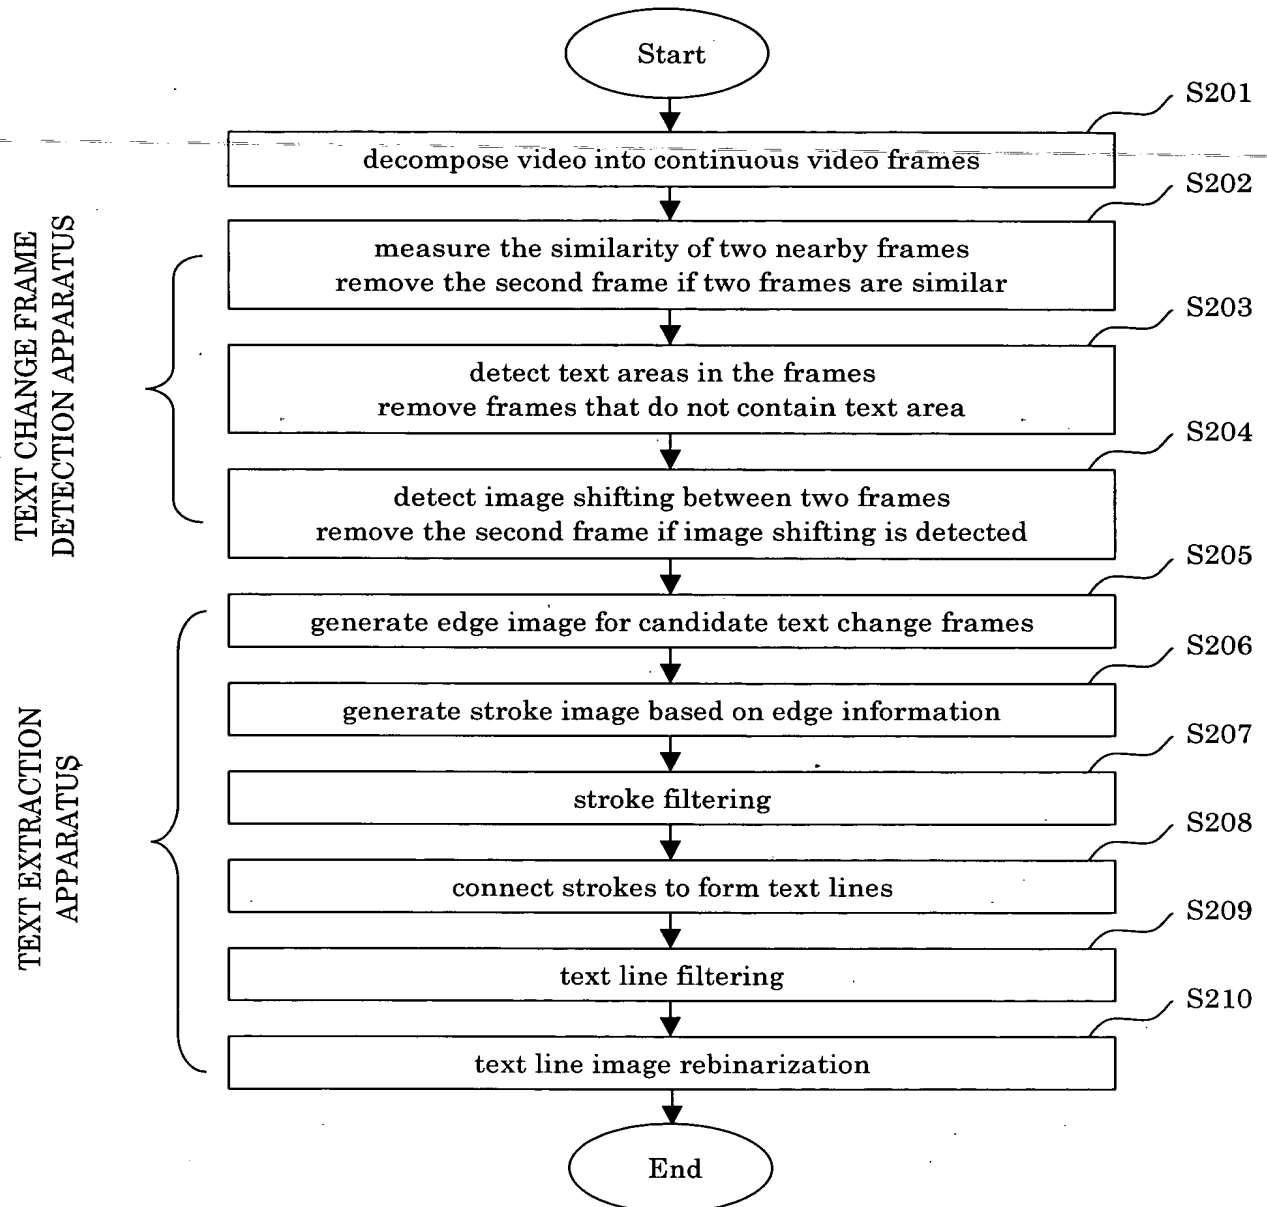 Start
S201
decompose video into continuous video frames
S202
TEXT CHANGE FRAME
DETECTION APPARATUS
measure the similarity of two nearby frames
remove the second frame if two frames are similar
S203
detect text areas in the frames
remove frames that do not contain text area
S204
detect image shifting between two frames
remove the second frame if image shifting is detected
S205
TEXT EXTRACTION
APPARATUS
generate edge image for candidate text change frames
S206
generate stroke image based on edge information
S207
stroke filtering
S208
connect strokes to form text lines
S209
text line filtering
S210
text line image rebinarization
End